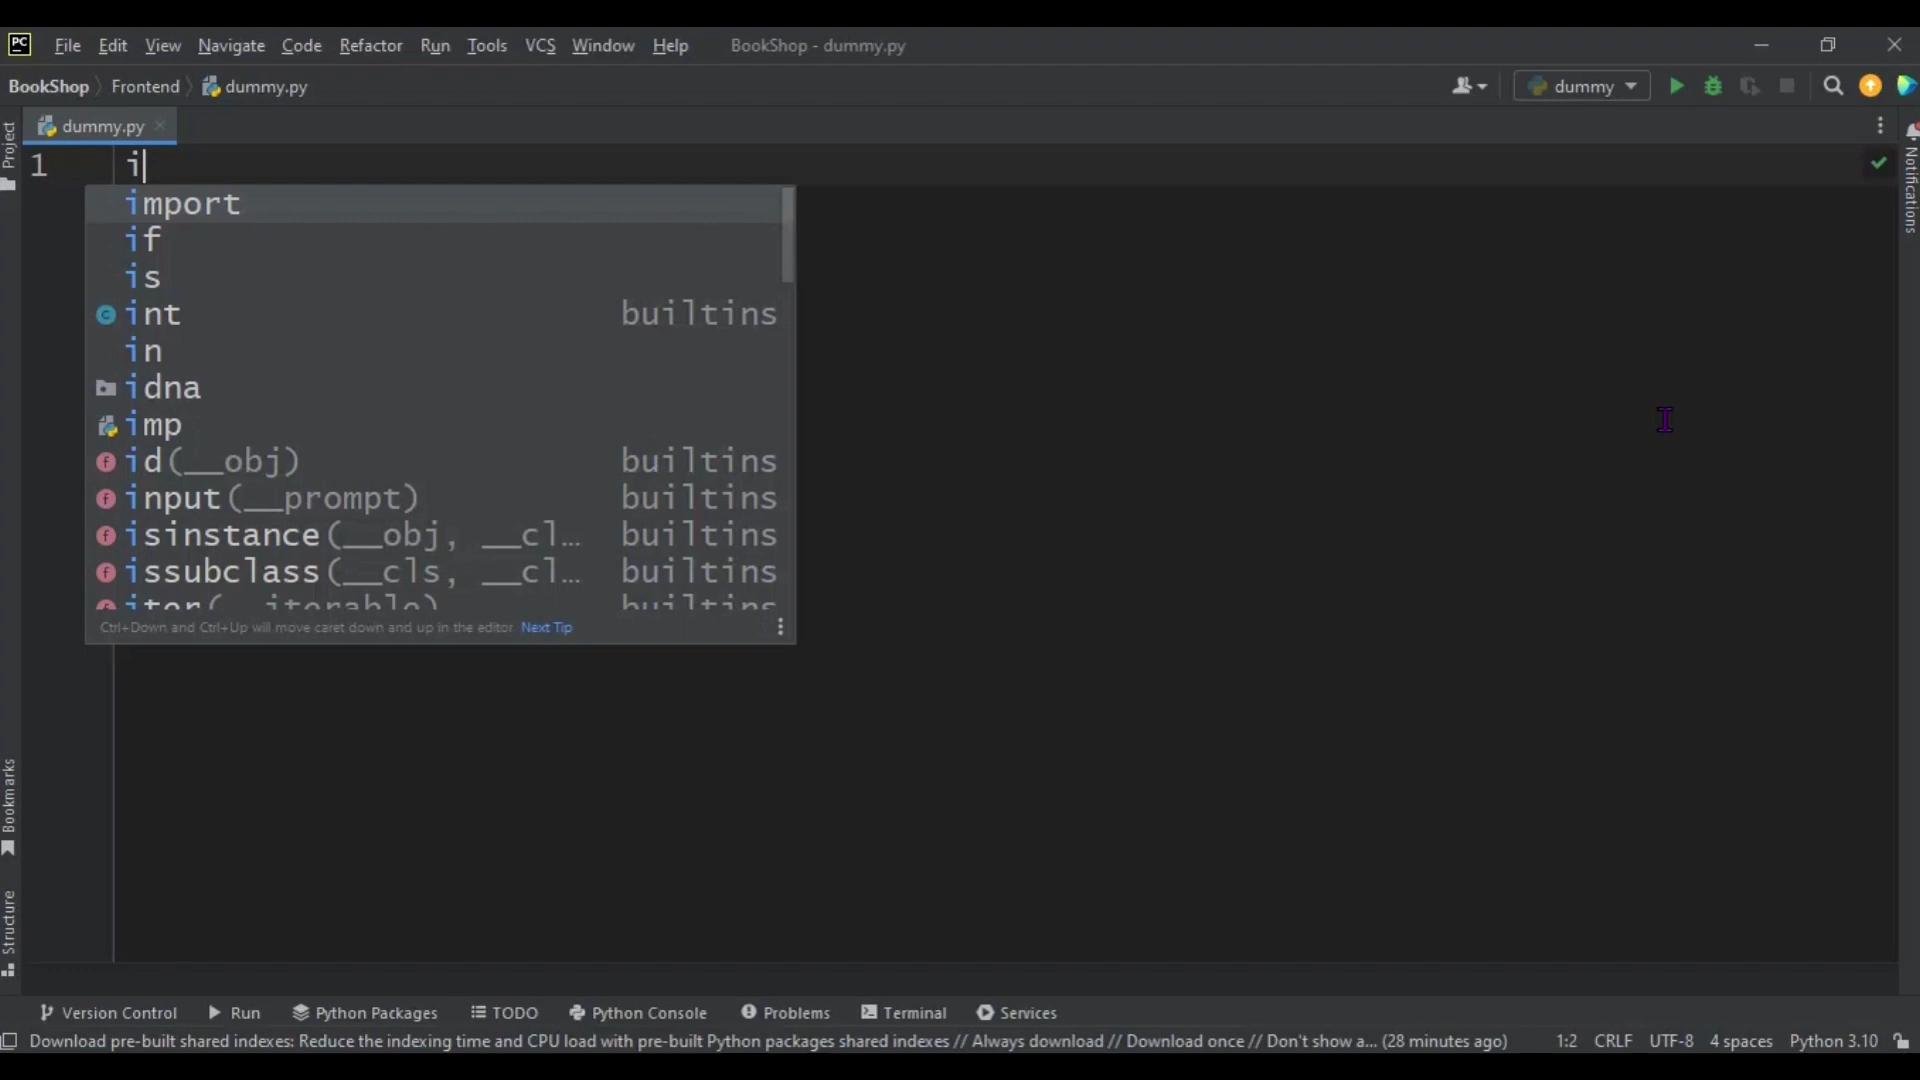 PC File Edit View Navigate Code Refactor Run Tools VCS Window Help BookShop - dummy.py
BookShop Frontend dummy.py dummy
dummy.py
Project
Notifications
1 i
import
if
is
int builtins
in
idna
imp
id(__obj) builtins
input(__prompt) builtins
isinstance(__obj, __cl… builtins
issubclass(__cls, __cl… builtins
iter(__iterable) builtins
Ctrl+Down and Ctrl+Up will move caret down and up in the editor Next Tip
Bookmarks
Structure
Version Control Run Python Packages TODO Python Console Problems Terminal Services
Download pre-built shared indexes: Reduce the indexing time and CPU load with pre-built Python packages shared indexes // Always download // Download once // Don't show a... (28 minutes ago) 1:2 CRLF UTF-8 4 spaces Python 3.10